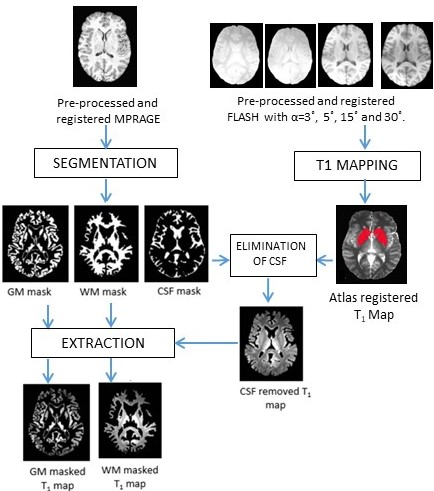 Pre-processed and
registered MPRAGE
Pre-processed and registered
FLASH with α=3˚, 5˚, 15˚ and 30˚.
SEGMENTATION
T1 MAPPING
GM mask
WM mask
CSF mask
ELIMINATION
OF CSF
Atlas registered
T₁ Map
EXTRACTION
CSF removed T₁
map
GM masked
T₁ map
WM masked
T₁ map